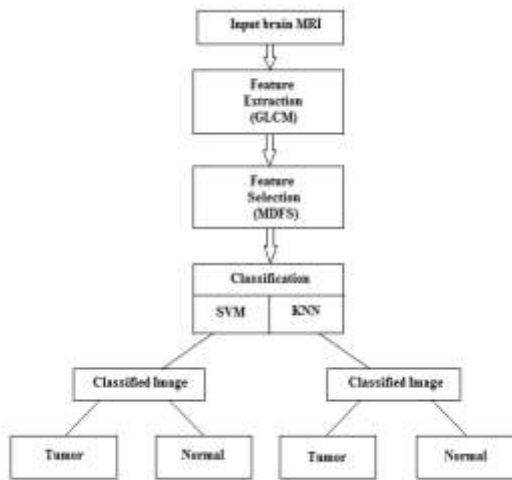 Input brain MRI
Feature
Extraction
(GLCM)
Feature
Selection
(MDFS)
Classification
SVM
KNN
Classified Image
Classified Image
Tumor
Normal
Tumor
Normal